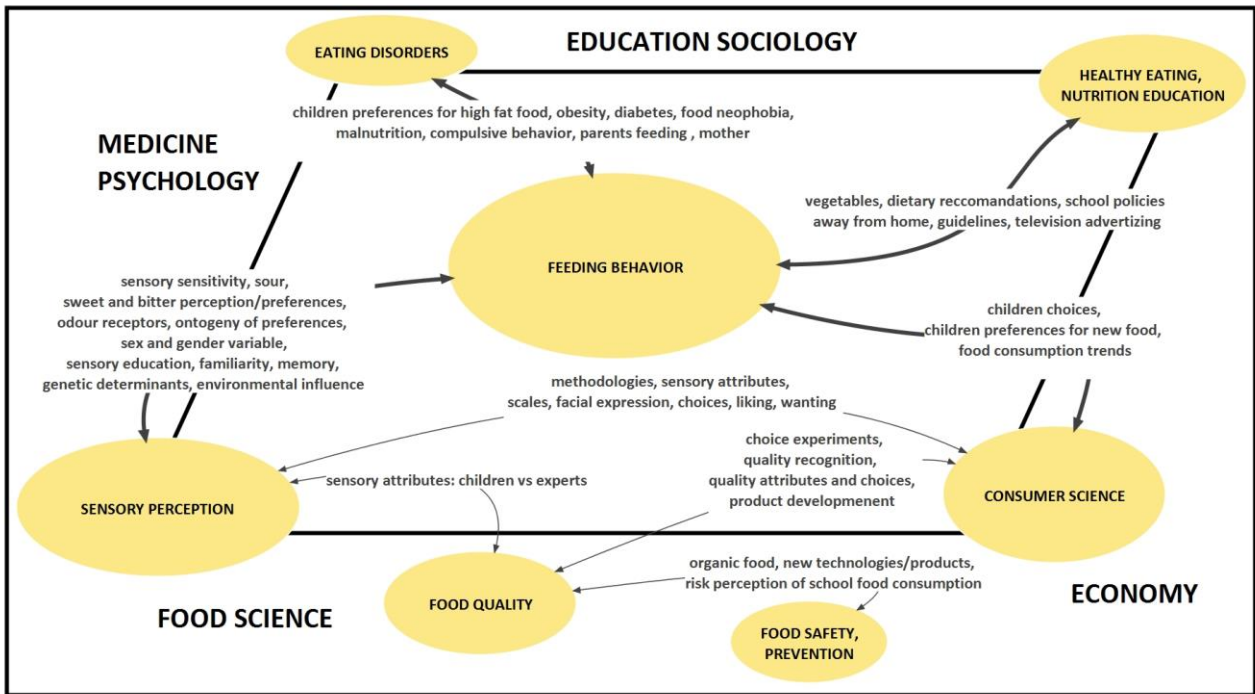 EDUCATION SOCIOLOGY
EATING DISORDERS
HEALTHY EATING,
NUTRITION EDUCATION
children preferences for high fat food, obesity, diabetes, food neophobia,
malnutrition, compulsive behavior, parents feeding , mother
MEDICINE
PSYCHOLOGY
vegetables, dietary reccomandations, school policies
away from home, guidelines, television advertizing
FEEDING BEHAVIOR
sensory sensitivity, sour,
sweet and bitter perception/preferences,
odour receptors, ontogeny of preferences,
sex and gender variable,
sensory education, familiarity, memory,
genetic determinants, environmental influence
children choices,
children preferences for new food,
food consumption trends
methodologies, sensory attributes,
scales, facial expression, choices, liking, wanting
choice experiments,
quality recognition,
quality attributes and choices,
product developmenent
sensory attributes: children vs experts
SENSORY PERCEPTION
CONSUMER SCIENCE
organic food, new technologies/products,
risk perception of school food consumption
FOOD SCIENCE
FOOD QUALITY
ECONOMY
FOOD SAFETY,
PREVENTION